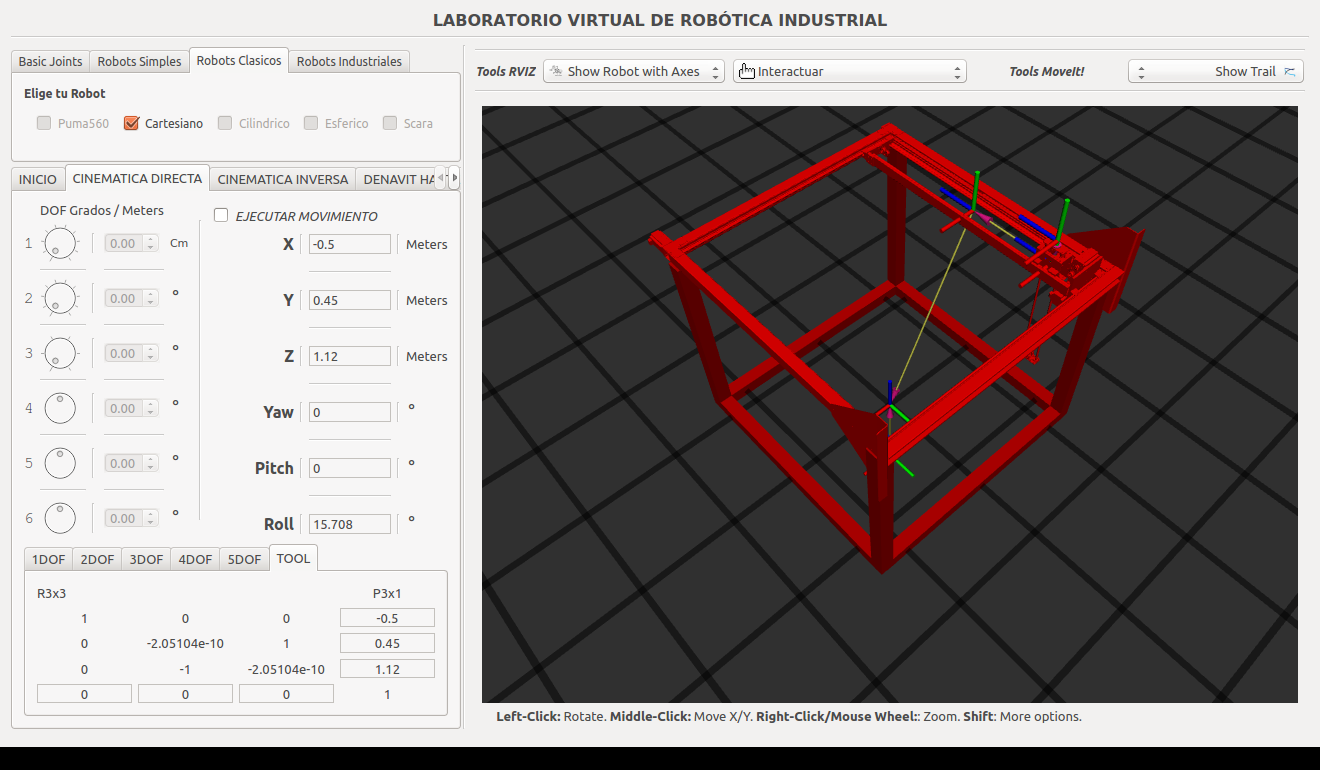 LABORATORIO VIRTUAL DE ROBÓTICA INDUSTRIAL
Basic Joints Robots Simples Robots Clasicos Robots Industriales
Elige tu Robot
Puma560 Cartesiano Cilindrico Esferico Scara
Tools RVIZ Show Robot with Axes Interactuar Tools MoveIt! Show Trail
INICIO CINEMATICA DIRECTA CINEMATICA INVERSA DENAVIT HA
DOF Grados / Meters EJECUTAR MOVIMIENTO
1 0.00 Cm X -0.5 Meters
2 0.00 º Y 0.45 Meters
3 0.00 º Z 1.12 Meters
4 0.00 º Yaw 0 º
5 0.00 º Pitch 0 º
6 0.00 º Roll 15.708 º
1DOF 2DOF 3DOF 4DOF 5DOF TOOL
R3x3 P3x1
1 0 0 -0.5
0 -2.05104e-10 1 0.45
0 -1 -2.05104e-10 1.12
0 0 0 1
Left-Click: Rotate. Middle-Click: Move X/Y. Right-Click/Mouse Wheel:: Zoom. Shift: More options.